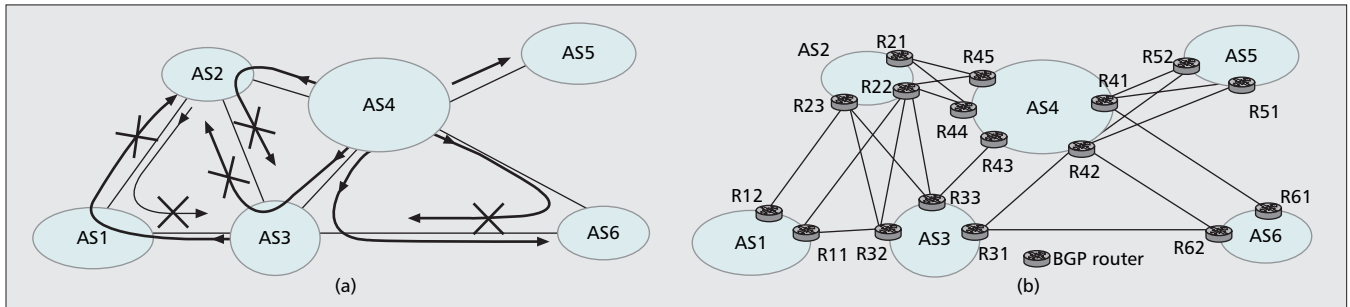 AS2
AS5
AS4
AS1
AS3
AS6
(a)
R21
AS2
R45
R52
AS5
R41
R22
R23
AS4
R51
R44
R43
R42
R12
R33
R61
AS1
AS3
AS6
R11
R32
R31
R62
BGP router
(b)